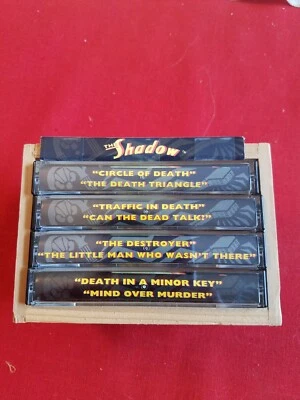 THE Shadow
"CIRCLE OF DEATH"
"THE DEATH TRIANGLE"
"TRAFFIC IN DEATH"
"CAN THE DEAD TALK?"
"THE DESTROYER"
"THE LITTLE MAN WHO WASN'T THERE"
"DEATH IN A MINOR KEY"
"MIND OVER MURDER"